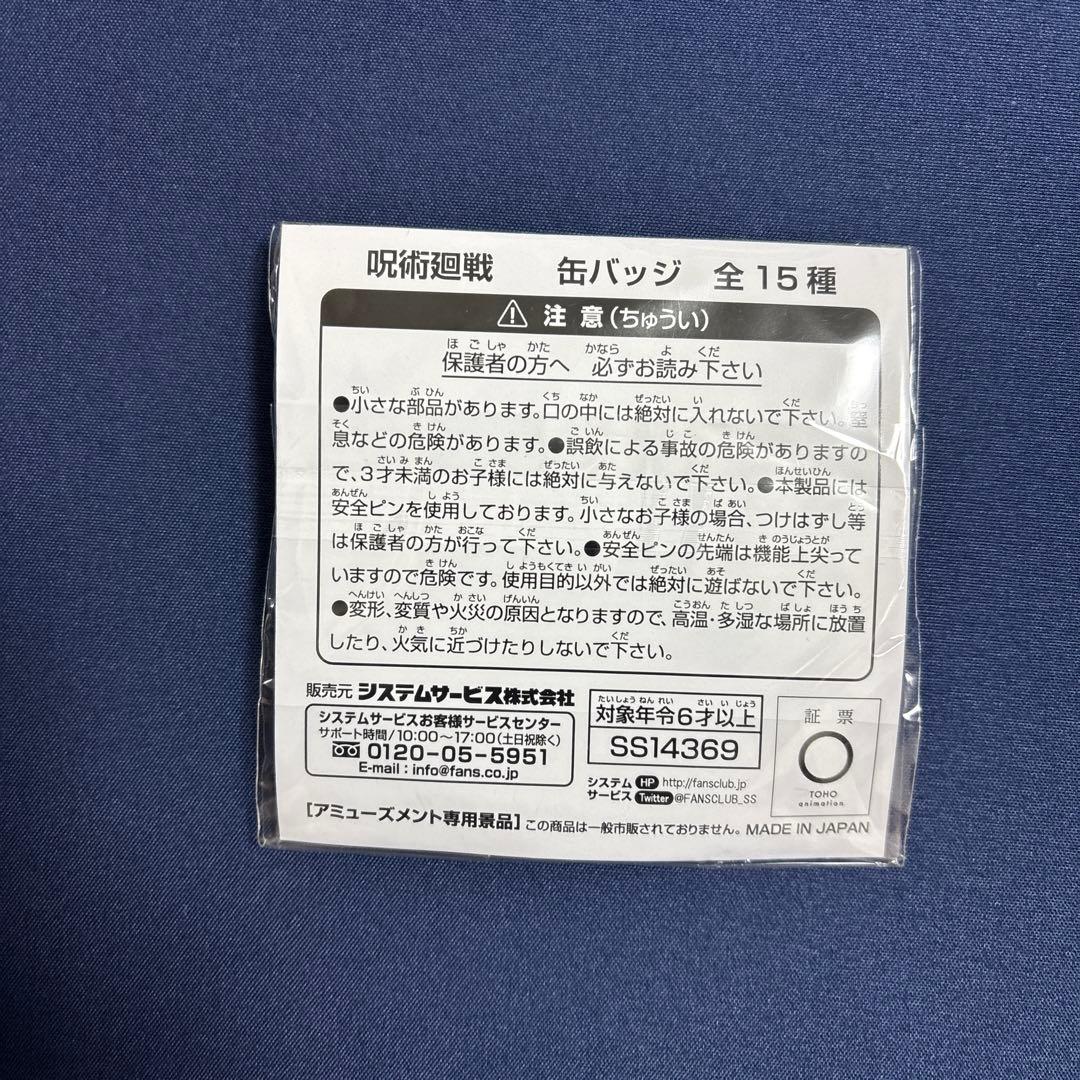 呪術廻戦 缶バッジ 全15種
⚠ 注意(ちゅうい)
保護者の方へ 必ずお読み下さい
●小さな部品があります。口の中には絶対に入れないで下さい。窒
息などの危険があります。●誤飲による事故の危険がありますの
で、3才未満のお子様には絶対に与えないで下さい。●本製品には
安全ピンを使用しております。小さなお子様の場合、つけはずし等
は保護者の方が行って下さい。●安全ピンの先端は機能上尖って
いますので危険です。使用目的以外では絶対に遊ばないで下さい。
●変形、変質や火災の原因となりますので、高温・多湿な場所に放置
したり、火気に近づけたりしないで下さい。
販売元 システムサービス株式会社
システムサービスお客様サービスセンター
サポート時間/10:00〜17:00(土日祝除く)
0120-05-5951
E-mail:info@fans.co.jp
たいしょうねんれい さいいじょう
対象年令6才以上
SS14369
システム HP http://fansclub.jp
サービス Twitter @FANSCLUB_SS
証票
TOHO
animation
[アミューズメント専用景品] この商品は一般市販されておりません。 MADE IN JAPAN